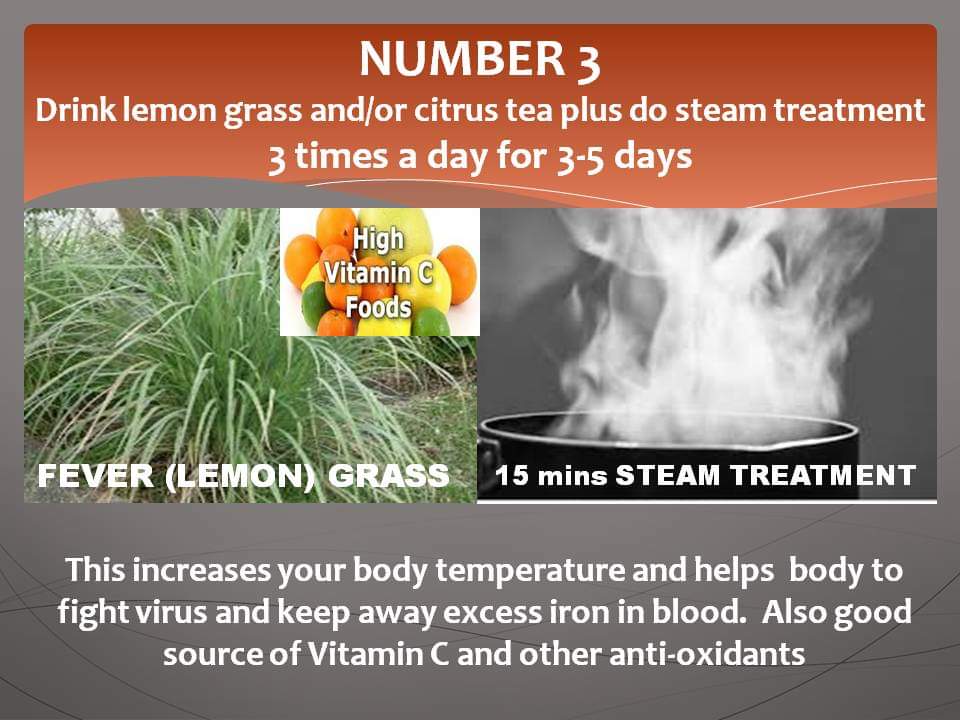 NUMBER 3
Drink lemon grass and/or citrus tea plus do steam treatment
3 times a day for 3-5 days
High
Vitamin C
Foods
FEVER (LEMON) GRASS
15 mins STEAM TREATMENT
This increases your body temperature and helps body to
fight virus and keep away excess iron in blood. Also good
source of Vitamin C and other anti-oxidants